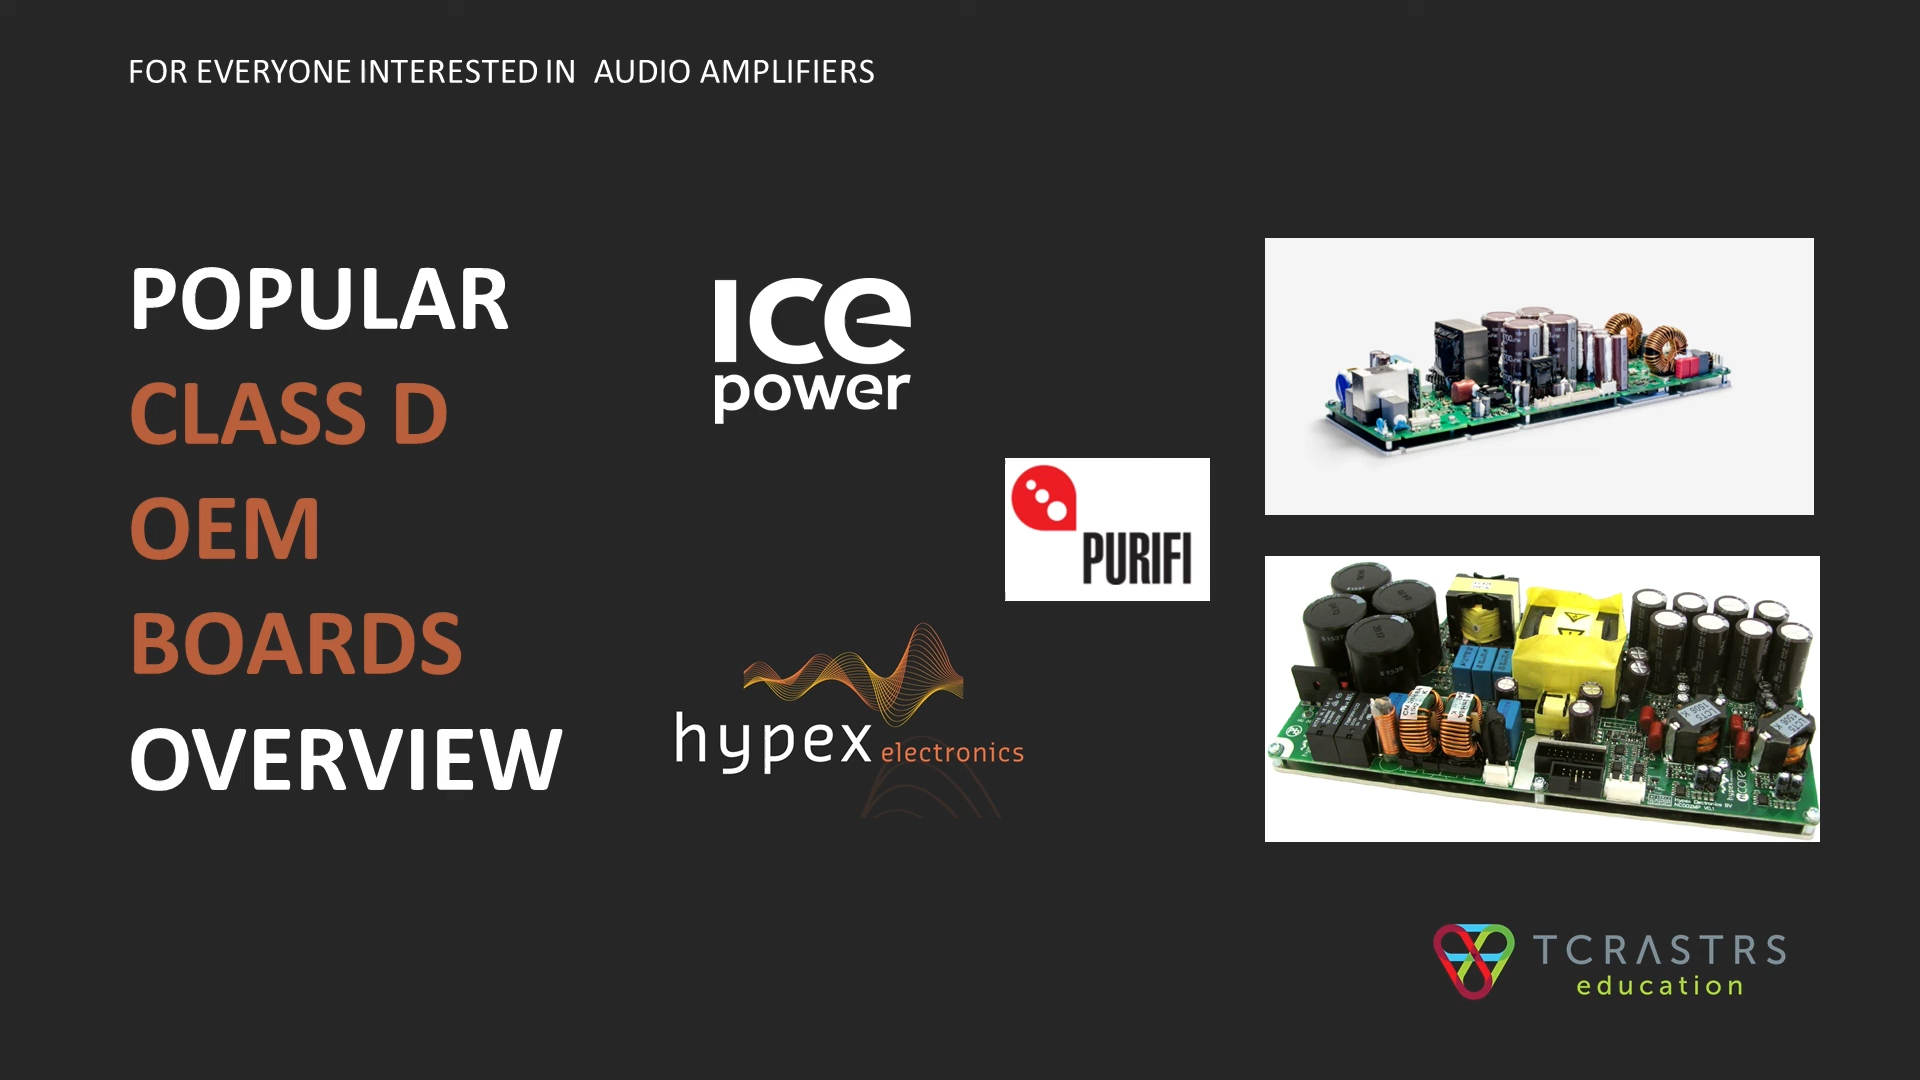 FOR EVERYONE INTERESTED IN AUDIO AMPLIFIERS
POPULAR
CLASS D
OEM
BOARDS
OVERVIEW
ICe
power
PURIFI
hypex electronics
TCRASTRS
education